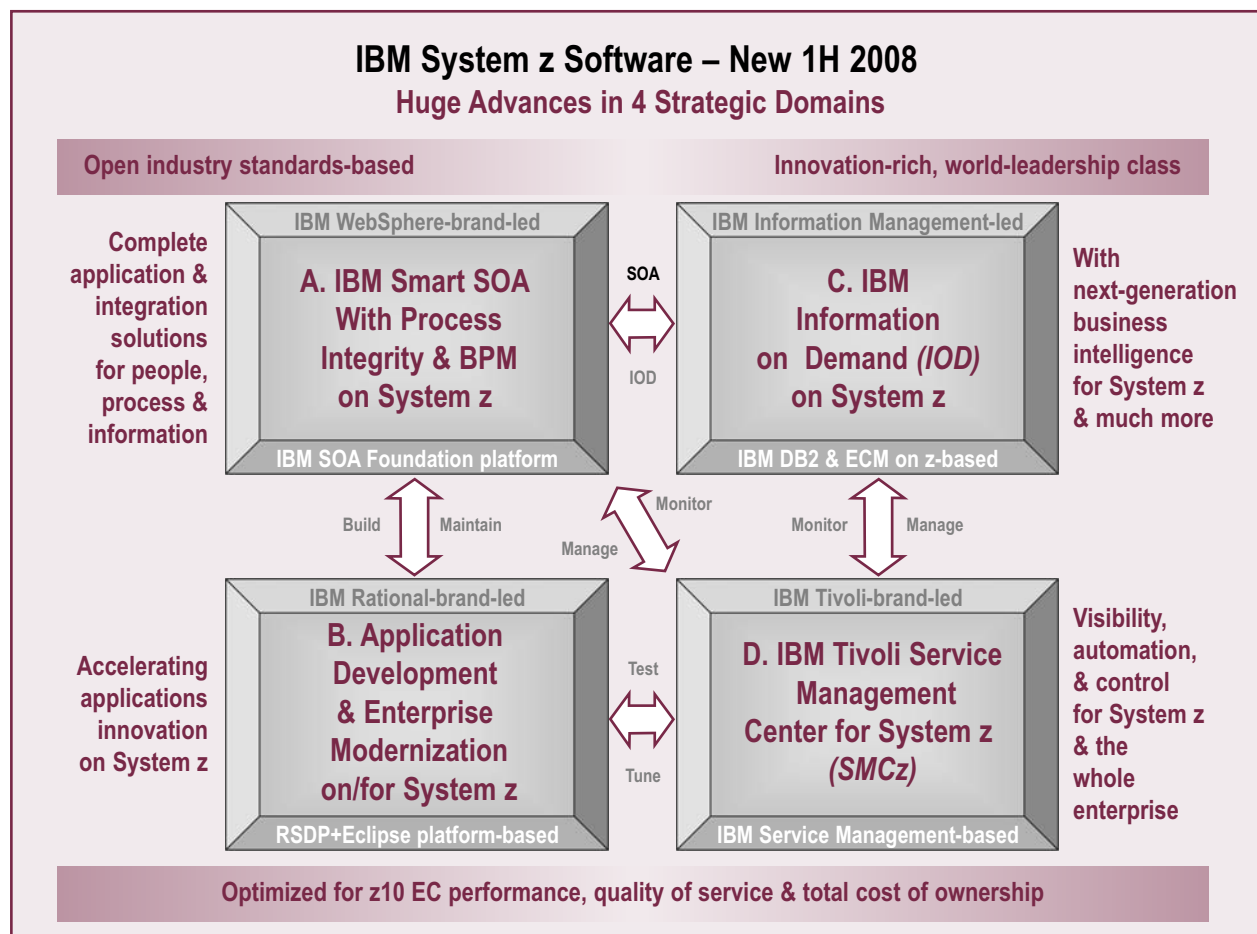 IBM System z Software – New 1H 2008
Huge Advances in 4 Strategic Domains
Open industry standards-based
Innovation-rich, world-leadership class
Complete
application &
integration
solutions
for people,
process &
information
IBM WebSphere-brand-led
A. IBM Smart SOA
With Process
Integrity & BPM
on System z
IBM SOA Foundation platform
SOA
IOD
IBM Information Management-led
C. IBM
Information
on Demand (IOD)
on System z
IBM DB2 & ECM on z-based
With
next-generation
business
intelligence
for System z
& much more
Build
Maintain
Monitor
Manage
Monitor
Manage
Accelerating
applications
innovation
on System z
IBM Rational-brand-led
B. Application
Development
& Enterprise
Modernization
on/for System z
RSDP+Eclipse platform-based
Test
Tune
IBM Tivoli-brand-led
D. IBM Tivoli Service
Management
Center for System z
(SMCz)
IBM Service Management-based
Visibility,
automation,
& control
for System z
& the
whole
enterprise
Optimized for z10 EC performance, quality of service & total cost of ownership